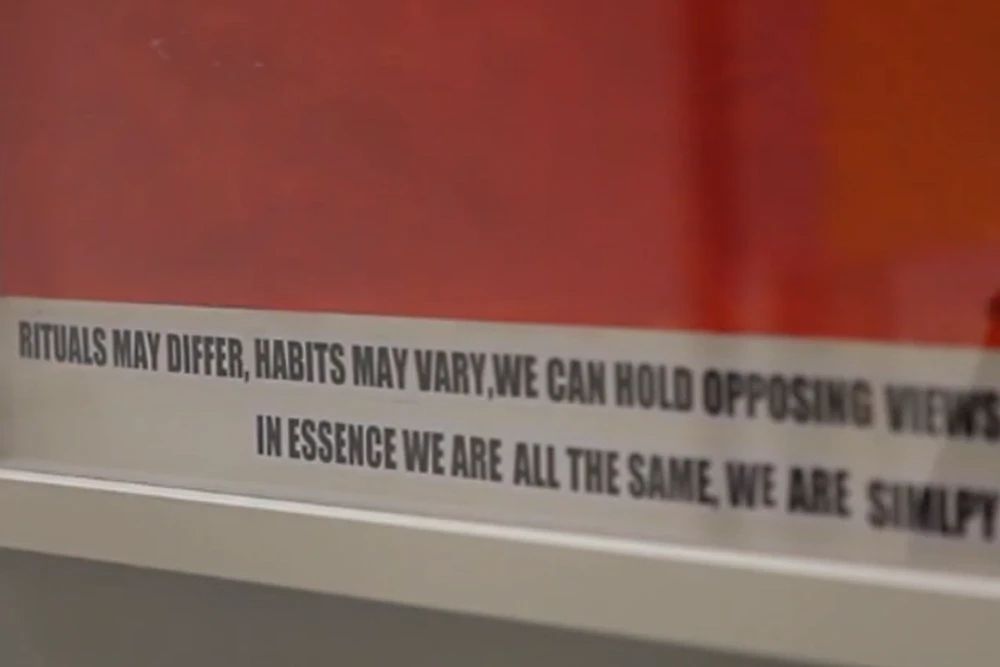 RITUALS MAY DIFFER, HABITS MAY VARY,WE CAN HOLD OPPOSING VIEWS
IN ESSENCE WE ARE ALL THE SAME, WE ARE SIMLPY